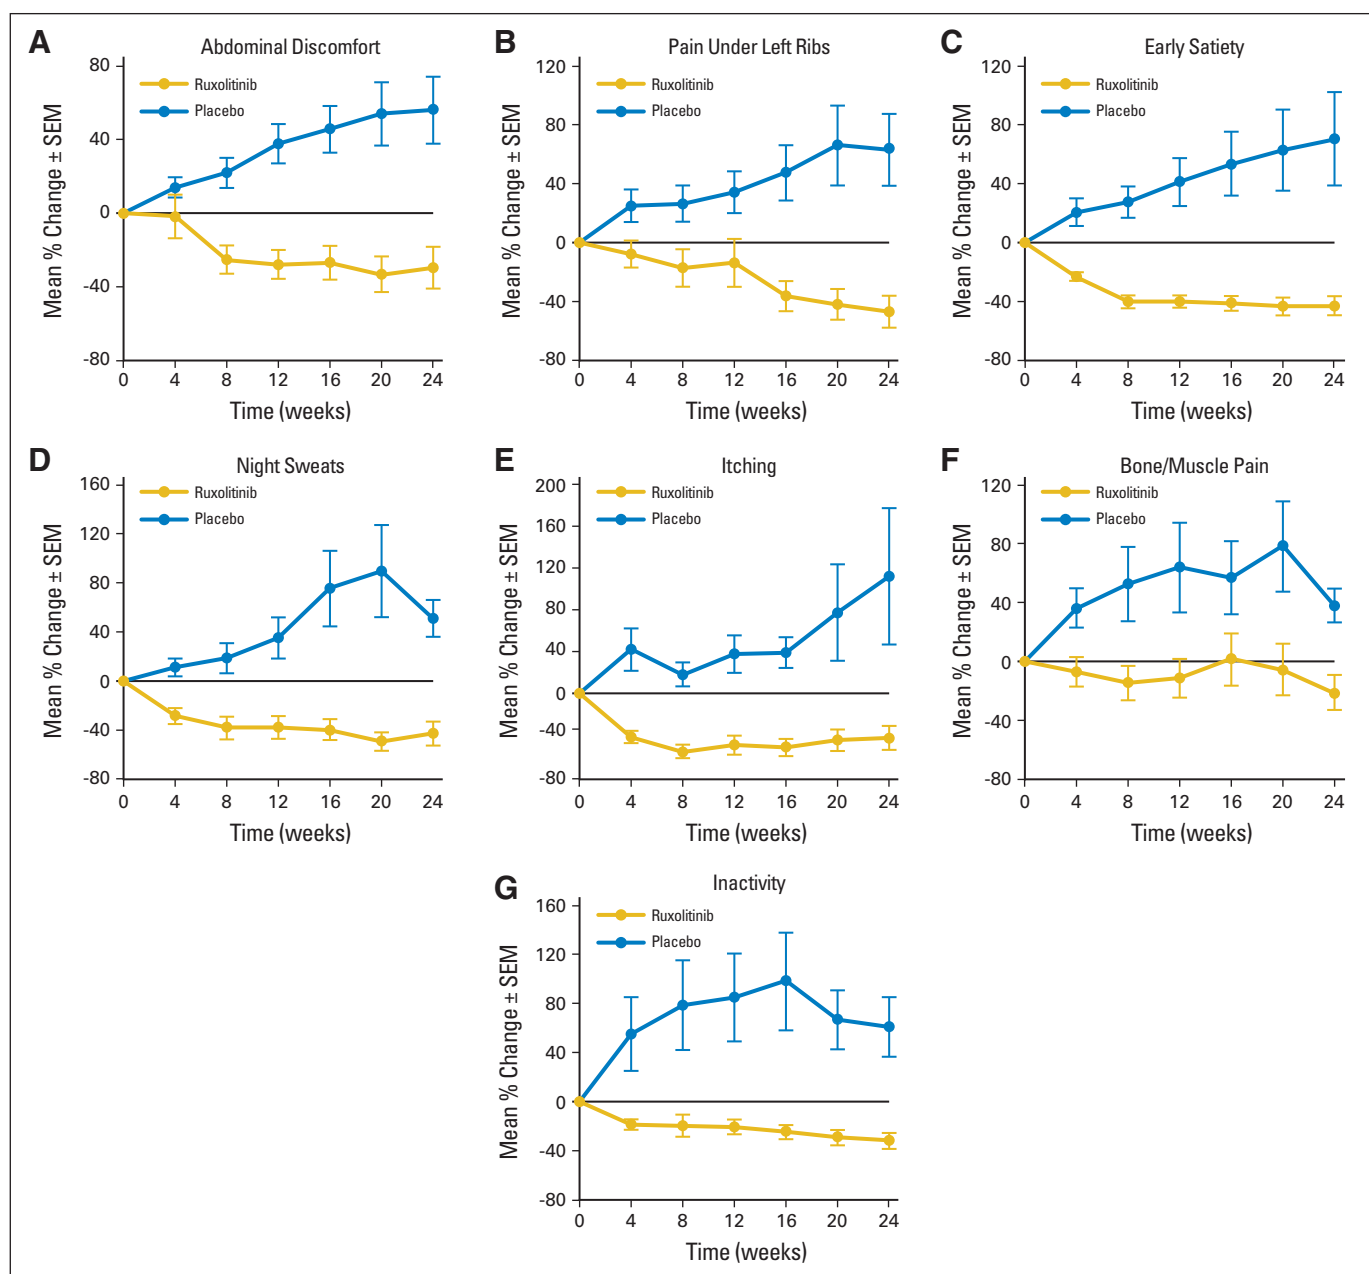 A
Abdominal Discomfort
Mean % Change ± SEM
80
40
0
-40
-80
Ruxolitinib
Placebo
0 4 8 12 16 20 24
Time (weeks)
B
Pain Under Left Ribs
Mean % Change ± SEM
120
80
40
0
-40
-80
Ruxolitinib
Placebo
0 4 8 12 16 20 24
Time (weeks)
C
Early Satiety
Mean % Change ± SEM
120
80
40
0
-40
-80
Ruxolitinib
Placebo
0 4 8 12 16 20 24
Time (weeks)
D
Night Sweats
Mean % Change ± SEM
160
120
80
40
0
-40
-80
Ruxolitinib
Placebo
0 4 8 12 16 20 24
Time (weeks)
E
Itching
Mean % Change ± SEM
200
160
120
80
40
0
-40
-80
Ruxolitinib
Placebo
0 4 8 12 16 20 24
Time (weeks)
F
Bone/Muscle Pain
Mean % Change ± SEM
120
80
40
0
-40
-80
Ruxolitinib
Placebo
0 4 8 12 16 20 24
Time (weeks)
G
Inactivity
Mean % Change ± SEM
160
120
80
40
0
-40
-80
Ruxolitinib
Placebo
0 4 8 12 16 20 24
Time (weeks)